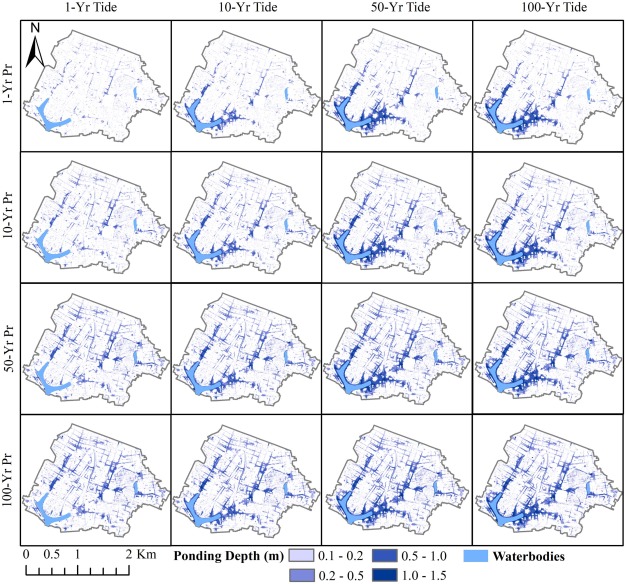 1-Yr Tide 10-Yr Tide 50-Yr Tide 100-Yr Tide
N
1-Yr Pr
10-Yr Pr
50-Yr Pr
100-Yr Pr
0 0.5 1 2 Km
Ponding Depth (m) 0.1 - 0.2 0.5 - 1.0 Waterbodies
0.2 - 0.5 1.0 - 1.5